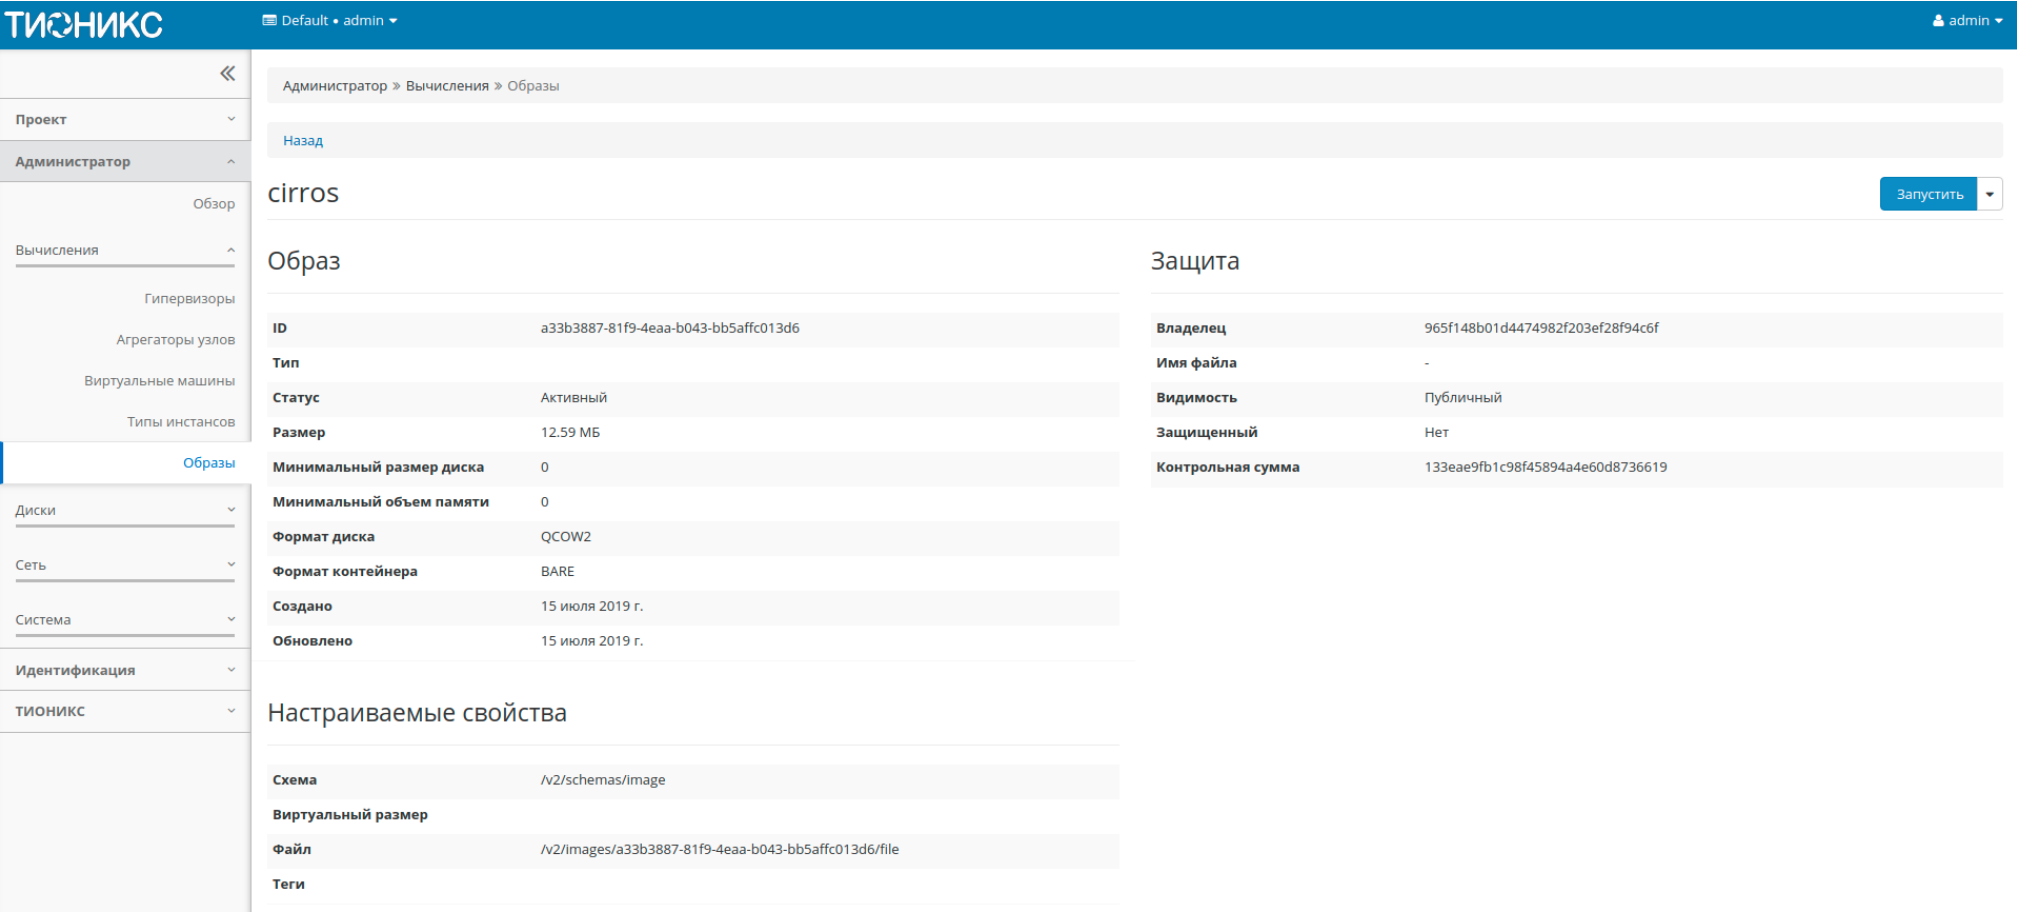 ТИОНИКС
Default • admin
admin
Проект
Администратор
Обзор
Вычисления
Гипервизоры
Агрегаторы узлов
Виртуальные машины
Типы инстансов
Образы
Диски
Сеть
Система
Идентификация
ТИОНИКС
Администратор » Вычисления » Образы
Назад
cirros
Запустить
Образ
ID a33b3887-81f9-4eaa-b043-bb5affc013d6
Тип
Статус Активный
Размер 12.59 МБ
Минимальный размер диска 0
Минимальный объем памяти 0
Формат диска QCOW2
Формат контейнера BARE
Создано 15 июля 2019 г.
Обновлено 15 июля 2019 г.
Защита
Владелец 965f148b01d4474982f203ef28f94c6f
Имя файла -
Видимость Публичный
Защищенный Нет
Контрольная сумма 133eae9fb1c98f45894a4e60d8736619
Настраиваемые свойства
Схема /v2/schemas/image
Виртуальный размер
Файл /v2/images/a33b3887-81f9-4eaa-b043-bb5affc013d6/file
Теги